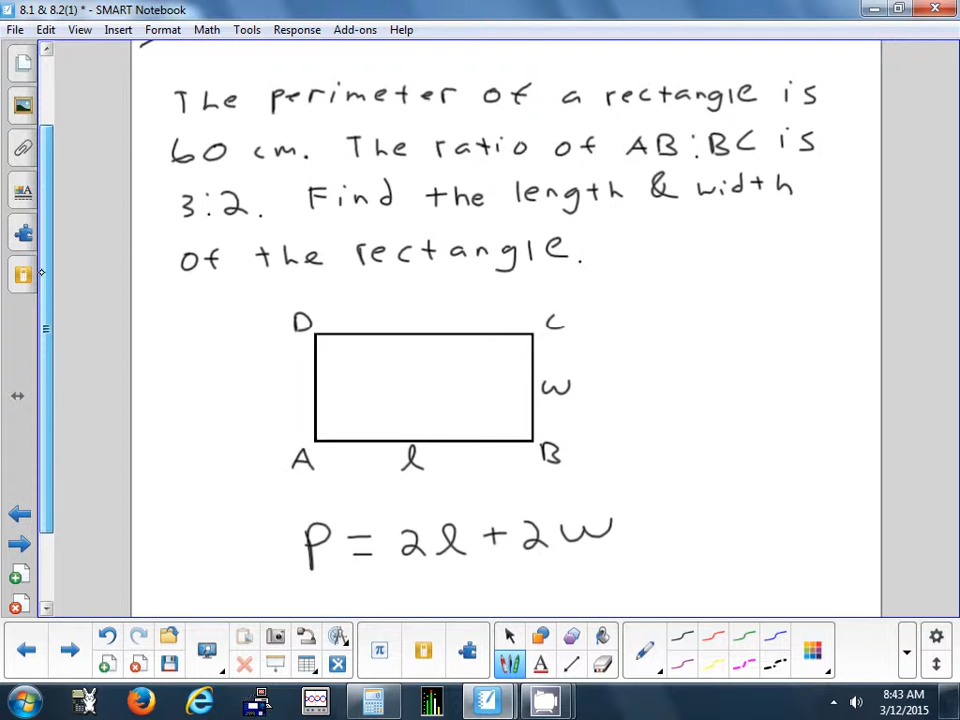 8.1 & 8.2(1) * - SMART Notebook
File Edit View Insert Format Math Tools Response Add-ons Help
The perimeter of a rectangle is
60 cm. The ratio of AB:BC is
3:2. Find the length & width
of the rectangle.
D C
w
A l B
P = 2l + 2w
8:43 AM
3/12/2015